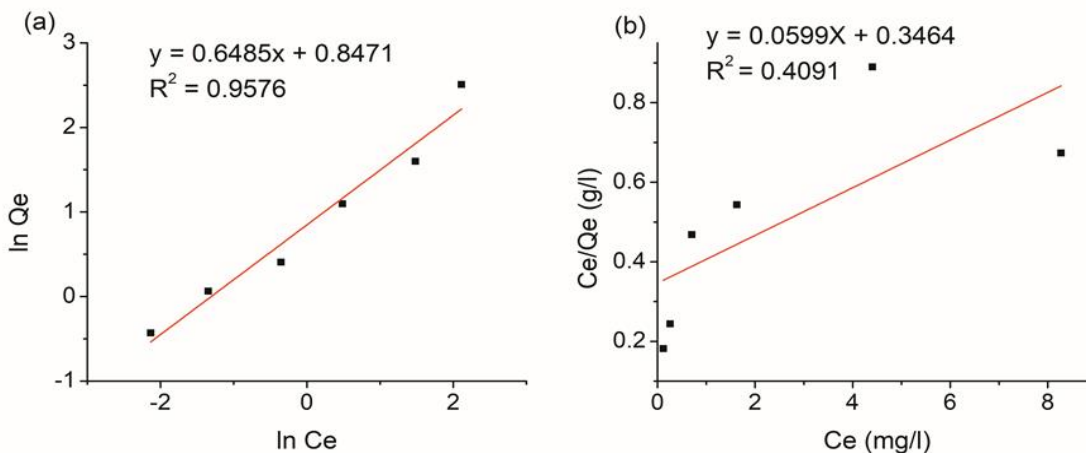 (a)
y = 0.6485x + 0.8471
R² = 0.9576
3
2
1
0
-1
ln Qe
-2 0 2
ln Ce
(b)
y = 0.0599X + 0.3464
R² = 0.4091
0.8
0.6
0.4
0.2
Ce/Qe (g/l)
0 2 4 6 8
Ce (mg/l)